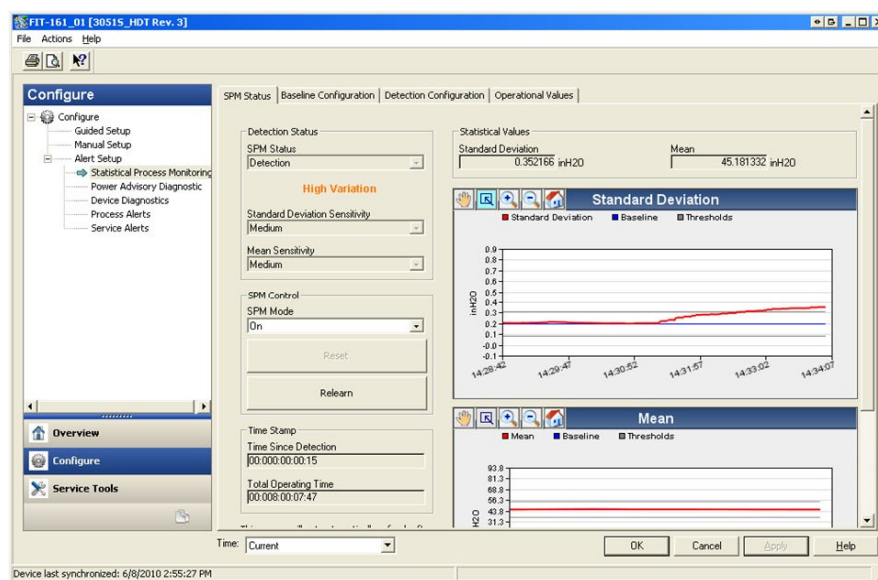 FIT-161_01 [3051S_HDT Rev. 3]
File Actions Help
Configure
Configure
Guided Setup
Manual Setup
Alert Setup
Statistical Process Monitoring
Power Advisory Diagnostic
Device Diagnostics
Process Alerts
Service Alerts
Overview
Configure
Service Tools
SPM Status Baseline Configuration Detection Configuration Operational Values
Detection Status
SPM Status
Detection
High Variation
Standard Deviation Sensitivity
Medium
Mean Sensitivity
Medium
SPM Control
SPM Mode
On
Reset
Relearn
Time Stamp
Time Since Detection
00:000:00:00:15
Total Operating Time
00:008:00:07:47
Statistical Values
Standard Deviation Mean
0.352166 inH2O 45.181332 inH2O
Standard Deviation
Standard Deviation Baseline Thresholds
0.9
0.8
0.7
0.6
0.5
0.4
0.3
0.2
0.1
-0.0
-0.1
inH2O
14:28:42 14:29:47 14:30:52 14:31:57 14:33:02 14:34:07
Mean
Mean Baseline Thresholds
93.8
81.3
68.8
56.3
43.8
31.3
H2O
Time: Current
OK Cancel Apply Help
Device last synchronized: 6/8/2010 2:55:27 PM